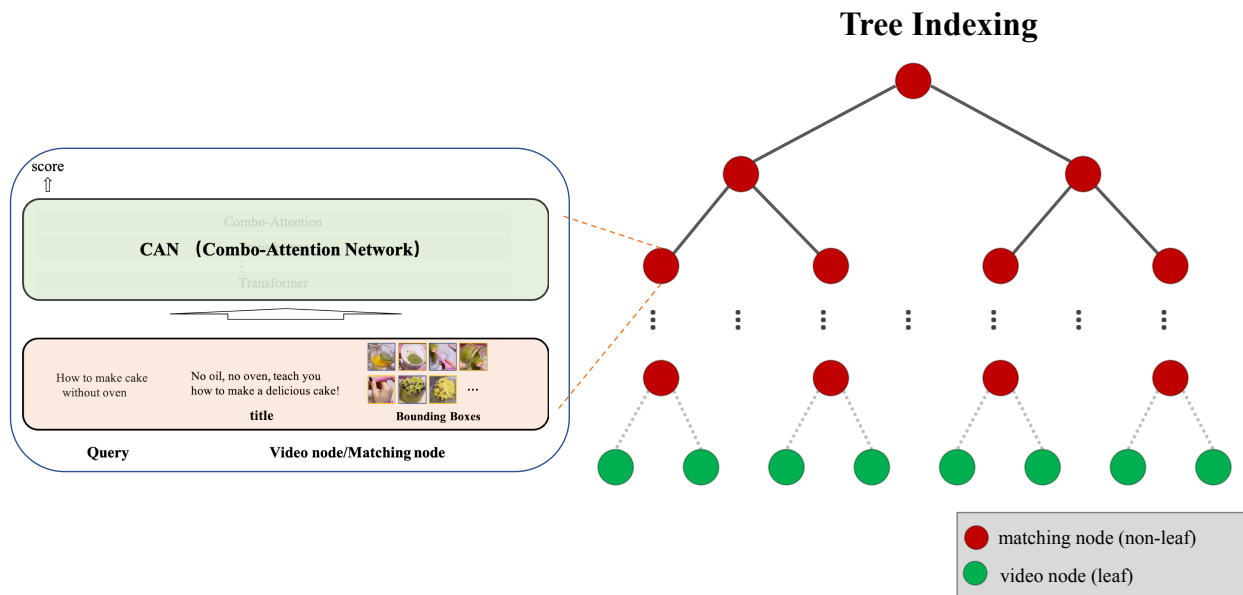 Tree Indexing
score
Combo-Attention
CAN （Combo-Attention Network）
Transformer
How to make cake
without oven
No oil, no oven, teach you
how to make a delicious cake!
...
title
Bounding Boxes
Query
Video node/Matching node
matching node (non-leaf)
video node (leaf)